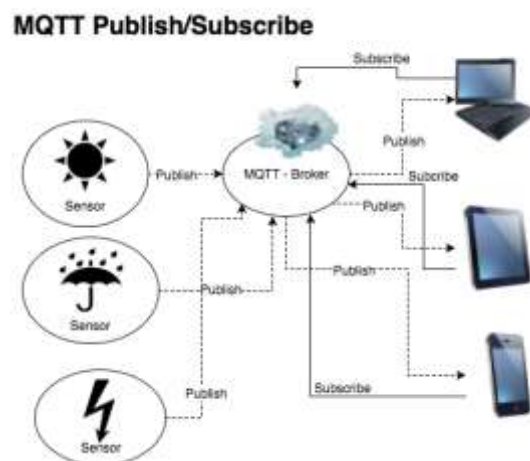 MQTT Publish/Subscribe
Subscribe
Publish
Publish
MQTT - Broker
Subcribe
Sensor
Publish
Publish
Publish
Sensor
Publish
Subscribe
Sensor